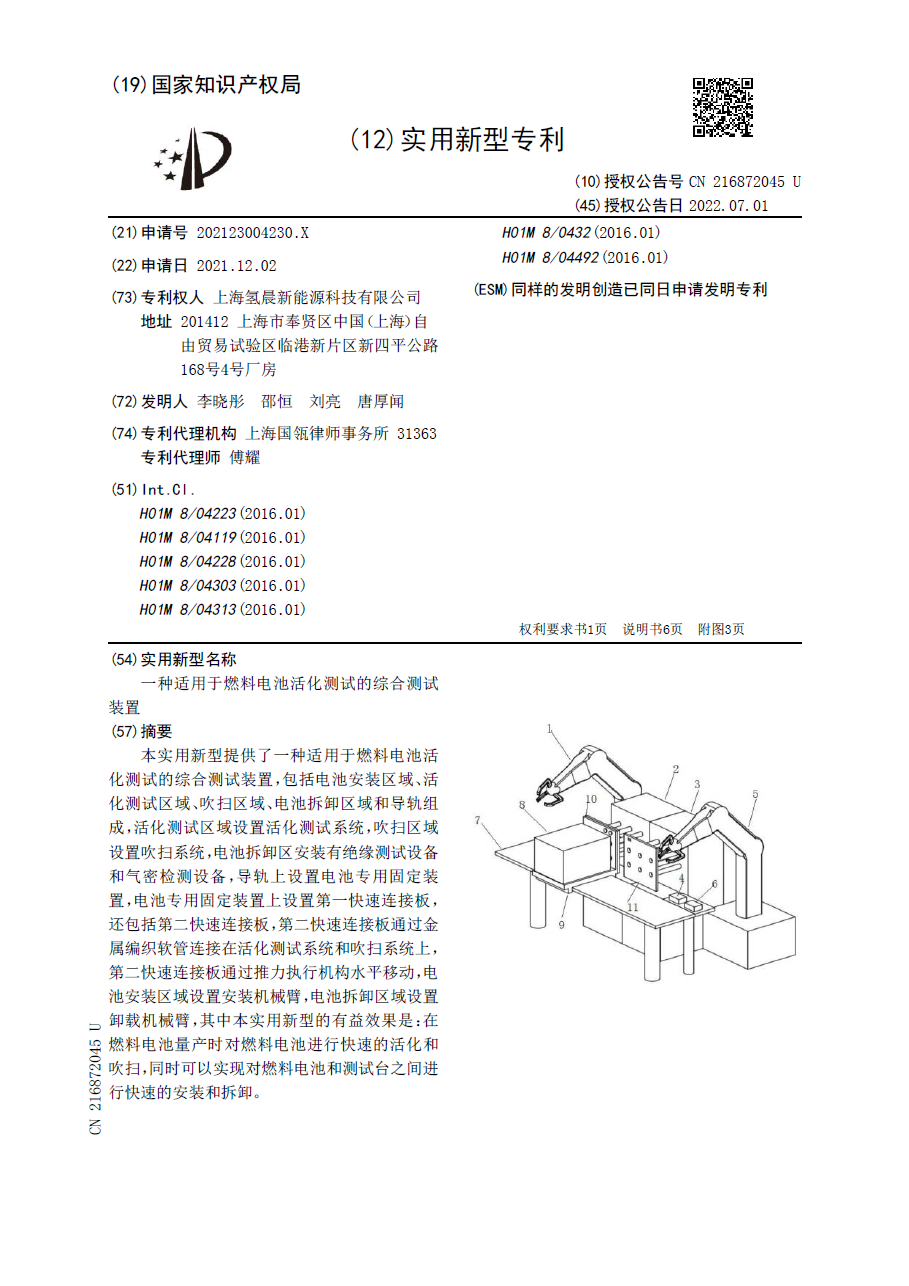 (19)国家知识产权局
(12)实用新型专利
(10)授权公告号 CN 216872045 U
(45)授权公告日 2022.07.01
(21)申请号 202123004230.X
(22)申请日 2021.12.02
(73)专利权人 上海氢晨新能源科技有限公司
地址 201412 上海市奉贤区中国(上海)自
由贸易试验区临港新片区新四平公路
168号4号厂房
(72)发明人 李晓彤 邵恒 刘亮 唐厚闻
(74)专利代理机构 上海国瓴律师事务所 31363
专利代理师 傅耀
(51)Int.Cl.
H01M 8/04223(2016.01)
H01M 8/04119(2016.01)
H01M 8/04228(2016.01)
H01M 8/04303(2016.01)
H01M 8/04313(2016.01)
H01M 8/0432(2016.01)
H01M 8/04492(2016.01)
(ESM)同样的发明创造已同日申请发明专利
权利要求书1页 说明书6页 附图3页
(54)实用新型名称
一种适用于燃料电池活化测试的综合测试
装置
(57)摘要
本实用新型提供了一种适用于燃料电池活
化测试的综合测试装置,包括电池安装区域、活
化测试区域、吹扫区域、电池拆卸区域和导轨组
成,活化测试区域设置活化测试系统,吹扫区域
设置吹扫系统,电池拆卸区安装有绝缘测试设备
和气密检测设备,导轨上设置电池专用固定装
置,电池专用固定装置上设置第一快速连接板,
还包括第二快速连接板,第二快速连接板通过金
属编织软管连接在活化测试系统和吹扫系统上,
第二快速连接板通过推力执行机构水平移动,电
池安装区域设置安装机械臂,电池拆卸区域设置
卸载机械臂,其中本实用新型的有益效果是:在
燃料电池量产时对燃料电池进行快速的活化和
吹扫,同时可以实现对燃料电池和测试台之间进
行快速的安装和拆卸。
1
2
3
5
10
8
7
4
6
11
9
CN 216872045 U